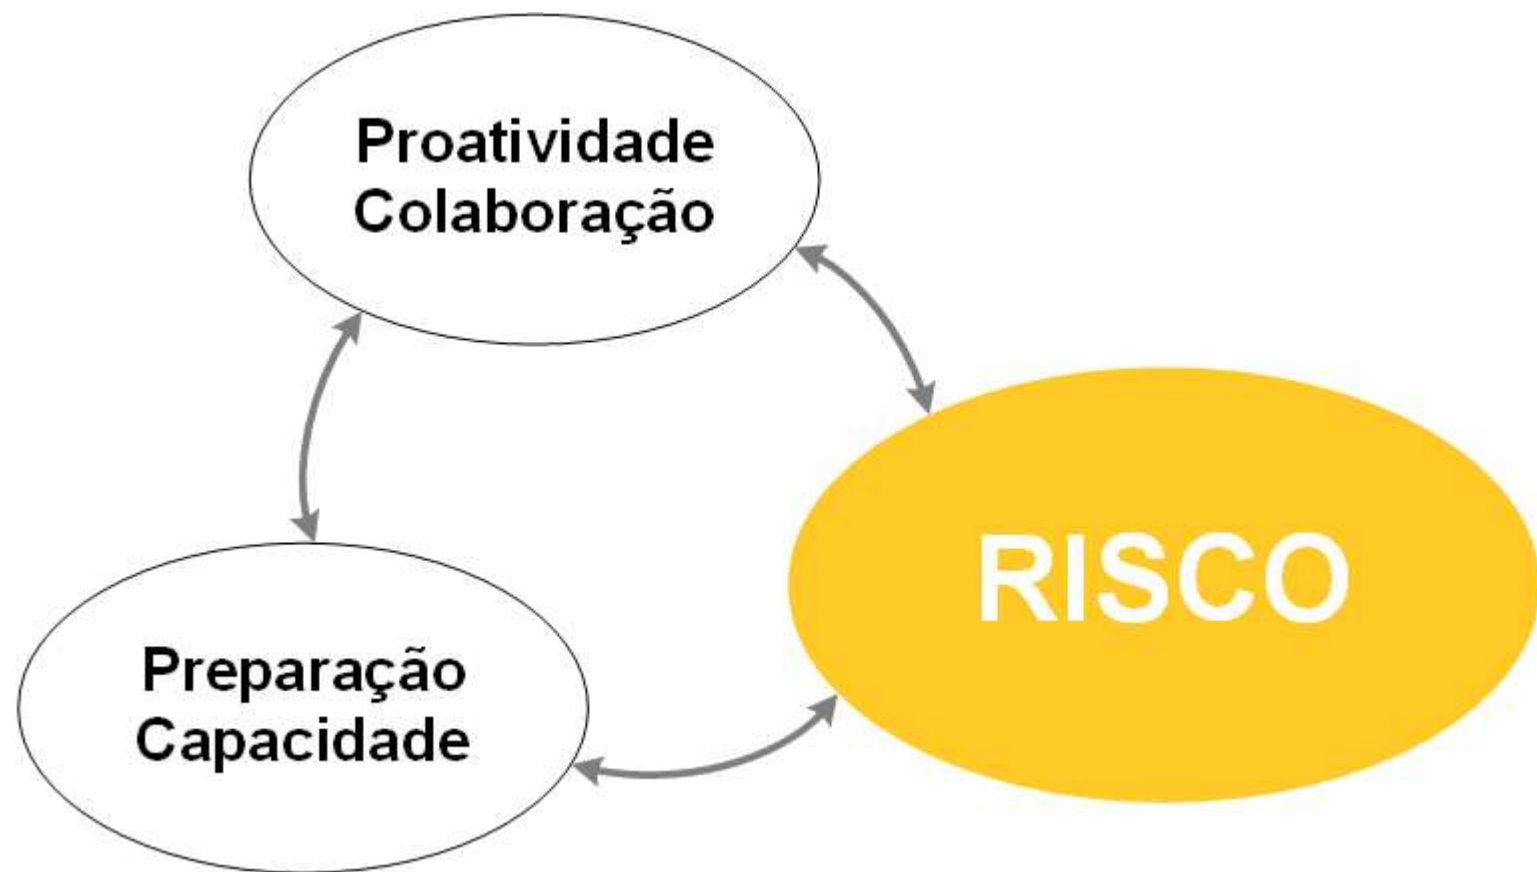 Proatividade
Colaboração
RISCO
Preparação
Capacidade